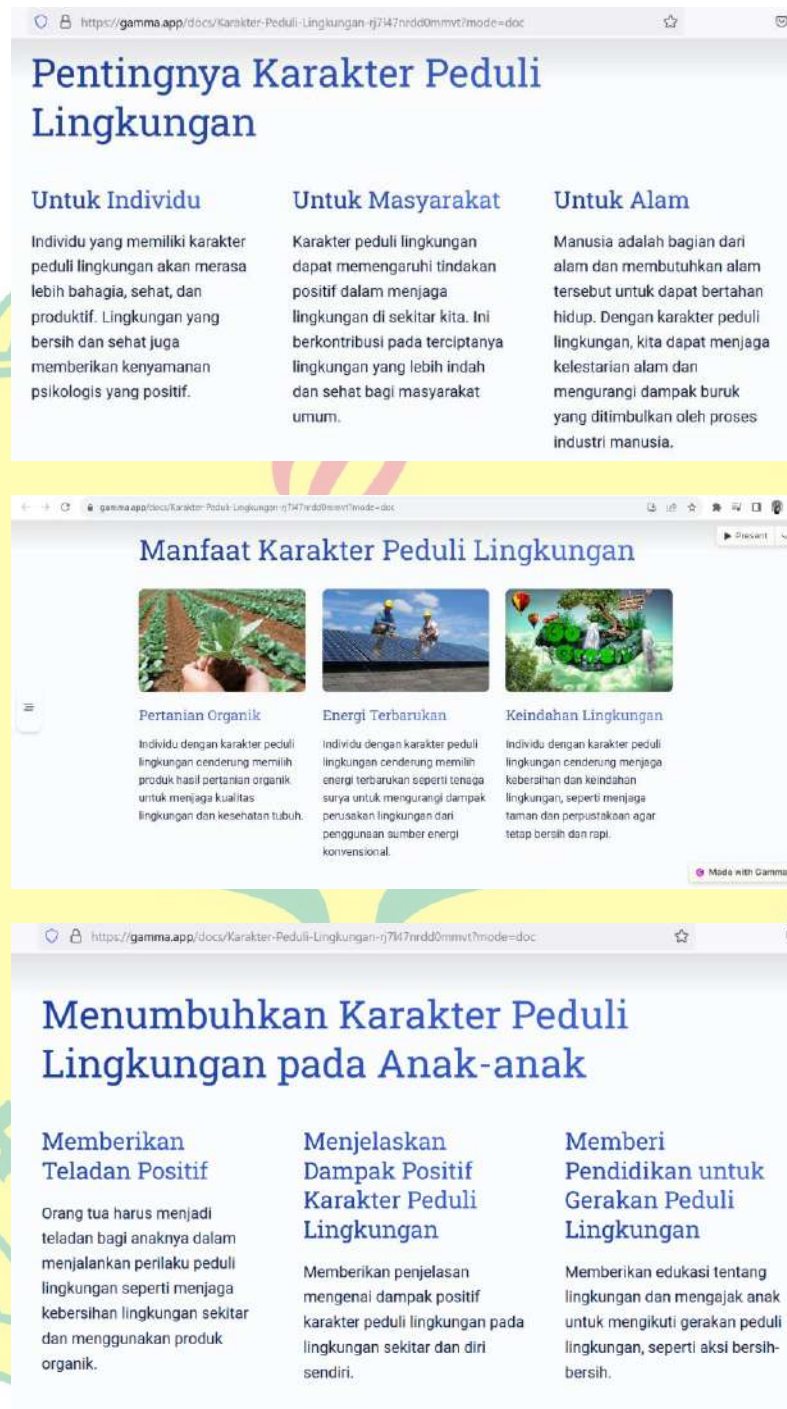 https://gamma.app/docs/Karakter-Peduli-Lingkungan-rj7l47nrdd0mmvt?mode=doc
Pentingnya Karakter Peduli
Lingkungan
Untuk Individu
Individu yang memiliki karakter
peduli lingkungan akan merasa
lebih bahagia, sehat, dan
produktif. Lingkungan yang
bersih dan sehat juga
memberikan kenyamanan
psikologis yang positif.
Untuk Masyarakat
Karakter peduli lingkungan
dapat memengaruhi tindakan
positif dalam menjaga
lingkungan di sekitar kita. Ini
berkontribusi pada terciptanya
lingkungan yang lebih indah
dan sehat bagi masyarakat
umum.
Untuk Alam
Manusia adalah bagian dari
alam dan membutuhkan alam
tersebut untuk dapat bertahan
hidup. Dengan karakter peduli
lingkungan, kita dapat menjaga
kelestarian alam dan
mengurangi dampak buruk
yang ditimbulkan oleh proses
industri manusia.
gamma.app/docs/Karakter-Peduli-Lingkungan-rj7l47nrdd0mmvt?mode=doc
Present
Manfaat Karakter Peduli Lingkungan
Go
Green
Pertanian Organik
Individu dengan karakter peduli
lingkungan cenderung memilih
produk hasil pertanian organik
untuk menjaga kualitas
lingkungan dan kesehatan tubuh.
Energi Terbarukan
Individu dengan karakter peduli
lingkungan cenderung memilih
energi terbarukan seperti tenaga
surya untuk mengurangi dampak
perusakan lingkungan dari
penggunaan sumber energi
konvensional.
Keindahan Lingkungan
Individu dengan karakter peduli
lingkungan cenderung menjaga
kebersihan dan keindahan
lingkungan, seperti menjaga
taman dan perpustakaan agar
tetap bersih dan rapi.
Made with Gamma
https://gamma.app/docs/Karakter-Peduli-Lingkungan-rj7l47nrdd0mmvt?mode=doc
Menumbuhkan Karakter Peduli
Lingkungan pada Anak-anak
Memberikan
Teladan Positif
Orang tua harus menjadi
teladan bagi anaknya dalam
menjalankan perilaku peduli
lingkungan seperti menjaga
kebersihan lingkungan sekitar
dan menggunakan produk
organik.
Menjelaskan
Dampak Positif
Karakter Peduli
Lingkungan
Memberikan penjelasan
mengenai dampak positif
karakter peduli lingkungan pada
lingkungan sekitar dan diri
sendiri.
Memberi
Pendidikan untuk
Gerakan Peduli
Lingkungan
Memberikan edukasi tentang
lingkungan dan mengajak anak
untuk mengikuti gerakan peduli
lingkungan, seperti aksi bersih-
bersih.